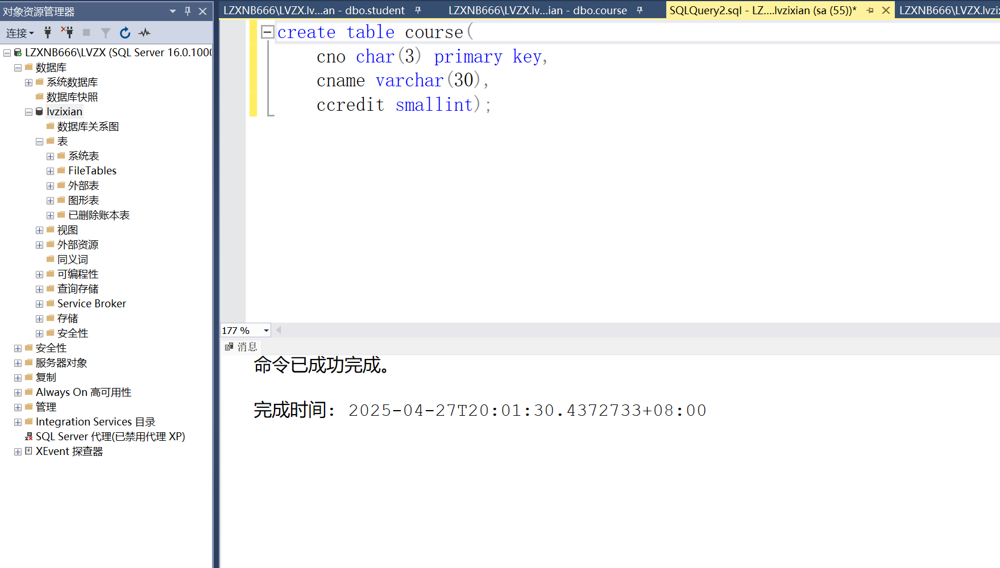 对象资源管理器
连接
LZXNB666\LVZX (SQL Server 16.0.100
数据库
系统数据库
数据库快照
lvzixian
数据库关系图
表
系统表
FileTables
外部表
图形表
已删除账本表
视图
外部资源
同义词
可编程性
查询存储
Service Broker
存储
安全性
安全性
服务器对象
复制
Always On 高可用性
管理
Integration Services 目录
SQL Server 代理(已禁用代理 XP)
XEvent 探查器
LZXNB666\LVZX.lv...an - dbo.student
LZXNB666\LVZX.lv...ian - dbo.course
SQLQuery2.sql - LZ....lvzixian (sa (55))*
LZXNB666\LVZX.lvzi
create table course(
cno char(3) primary key,
cname varchar(30),
ccredit smallint);
177 %
消息
命令已成功完成。
完成时间: 2025-04-27T20:01:30.4372733+08:00